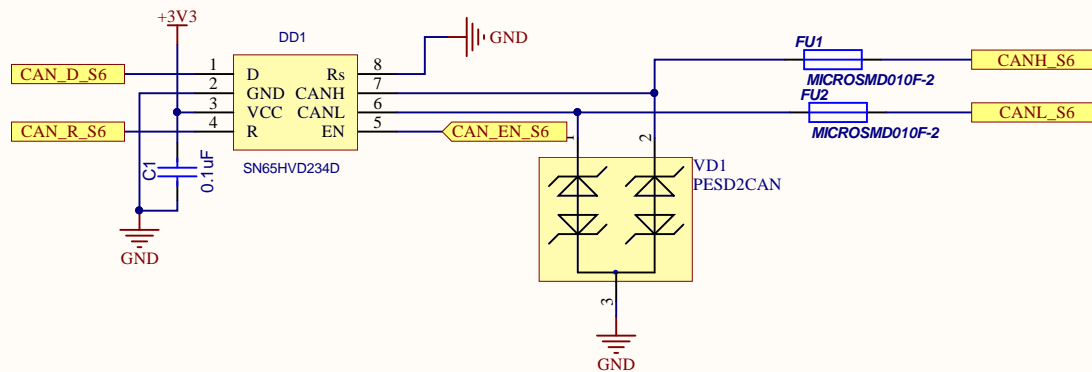 +3V3
DD1
GND
FU1
CAN_D_S6
1
D
Rs
8
CANH_S6
2
GND
CANH
7
MICROSMD010F-2
FU2
3
VCC
CANL
6
CANL_S6
CAN_R_S6
4
R
EN
5
CAN_EN_S6
MICROSMD010F-2
1
2
C1
0.1uF
SN65HVD234D
VD1
PESD2CAN
GND
3
GND